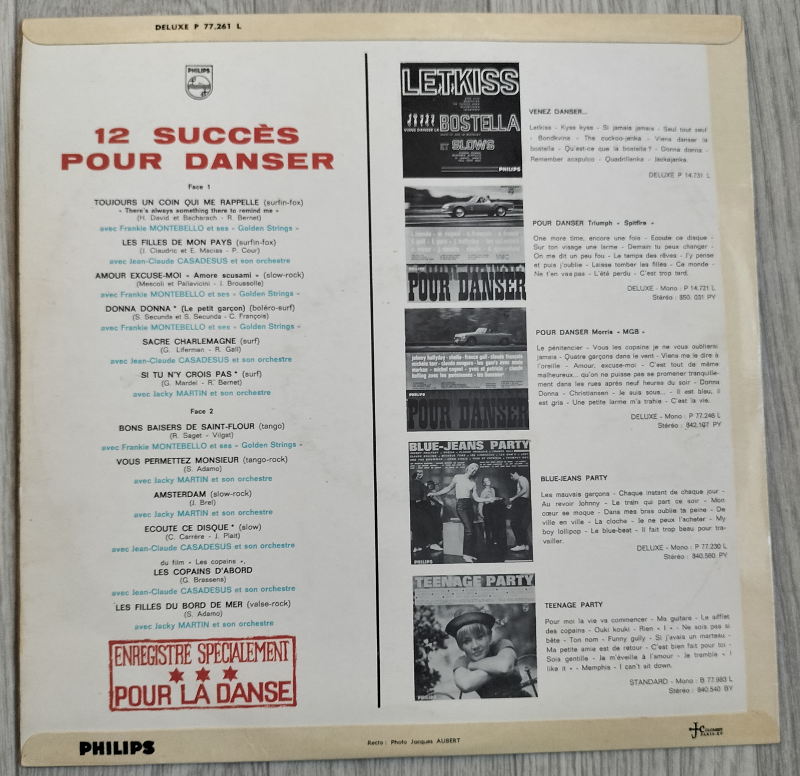 DELUXE P 77.261 L
PHILIPS
12 SUCCÈS
POUR DANSER
Face 1
TOUJOURS UN COIN QUI ME RAPPELLE (surfin-fox)
« There's always something there to remind me »
(H. David et Bacharach - R. Bernet)
avec Frankie MONTEBELLO et ses « Golden Strings »
LES FILLES DE MON PAYS (surfin-fox)
(J. Claudric et E. Macias - P. Cour)
avec Jean-Claude CASADESUS et son orchestre
AMOUR EXCUSE-MOI « Amore scusami » (slow-rock)
(Mescoli et Pallavicini - J. Broussolle)
avec Frankie MONTEBELLO et ses « Golden Strings »
DONNA DONNA * (Le petit garçon) (boléro-surf)
(S. Secunda et S. Secunda - C. François)
avec Frankie MONTEBELLO et ses « Golden Strings »
SACRE CHARLEMAGNE (surf)
(G. Liferman - R. Gall)
avec Jean-Claude CASADESUS et son orchestre
SI TU N'Y CROIS PAS * (surf)
(G. Mardel - R. Bernet)
avec Jacky MARTIN et son orchestre
Face 2
BONS BAISERS DE SAINT-FLOUR (tango)
(R. Saget - Vilgat)
avec Frankie MONTEBELLO et ses « Golden Strings »
VOUS PERMETTEZ MONSIEUR (tango-rock)
(S. Adamo)
avec Jacky MARTIN et son orchestre
AMSTERDAM (slow-rock)
(J. Brel)
avec Jacky MARTIN et son orchestre
ECOUTE CE DISQUE * (slow)
(C. Carrère - J. Plait)
avec Jean-Claude CASADESUS et son orchestre
du film « Les copains »,
LES COPAINS D'ABORD
(G. Brassens)
avec Jean-Claude CASADESUS et son orchestre
LES FILLES DU BORD DE MER (valse-rock)
(S. Adamo)
avec Jacky MARTIN et son orchestre
ENREGISTRÉ SPÉCIALEMENT
POUR LA DANSE
LETKISS
VENEZ DANSER LA BOSTELLA
ET SLOWS
PHILIPS
VENEZ DANSER...
Letkiss - Kyss kyss - Si jamais jamais - Seul tout seul
- Bondkvina - The cuckoo-jenka - Viens danser la
bostella - Qu'est-ce que la bostella ? - Gonna donna -
Remember acapulco - Quadrillenka - Jackajanka.
DELUXE P 14.731 L
POUR DANSER
POUR DANSER Triumph « Spitfire »
One more time, encore une fois - Ecoute ce disque -
Sur ton visage une larme - Demain tu peux changer -
On me dit un peu fou - Le temps des rêves - J'y pense
et puis j'oublie - Laisse tomber les filles - Ce monde -
Ne t'en vas pas - L'été perdu - C'est trop tard.
DELUXE - Mono : P 14.721 L
Stéréo : 850. 031 PY
PHILIPS
POUR DANSER
POUR DANSER Morris « MGB »
Le pénitencier - Vous les copains je ne vous oublierai
jamais - Quatre garçons dans le vent - Viens me le dire à
l'oreille - Amour, excuse-moi - C'est tout de même
malheureux... qu'on ne puisse pas se promener tranquille-
ment dans les rues après neuf heures du soir - Donna
Donna - Christiansen - Je suis sous... - Il est bleu, il
est gris - Une petite larme m'a trahie - C'est la vie.
DELUXE - Mono : P 77.246 L
Stéréo : 842.197 PY
BLUE-JEANS PARTY
PHILIPS
BLUE-JEANS PARTY
Les mauvais garçons - Chaque instant de chaque jour -
Au revoir Johnny - Le train qui part ce soir - Mon
cœur se moque - Dans mes bras oublie ta peine - De
ville en ville - La cloche - Je ne peux l'acheter - My
boy lollipop - Le blue-beat - Il fait trop beau pour tra-
vailler.
DELUXE - Mono : P 77.230 L
Stéréo : 840.580 PY
TEENAGE PARTY
PHILIPS
TEENAGE PARTY
Pour moi la vie va commencer - Ma guitare - Le sifflet
des copains - Ouki kouki - Rien « I » - Ne sois pas si
bête - Ton nom - Funny gully - Si j'avais un marteau -
Ma petite amie est de retour - C'est bien fait pour toi -
Sois gentille - Je m'éveille à l'amour - Je tremble « I
like it » - Memphis - I can't sit down.
STANDARD - Mono : B 77.983 L
Stéréo : 840.540 BY
PHILIPS
Recto : Photo Jacques AUBERT